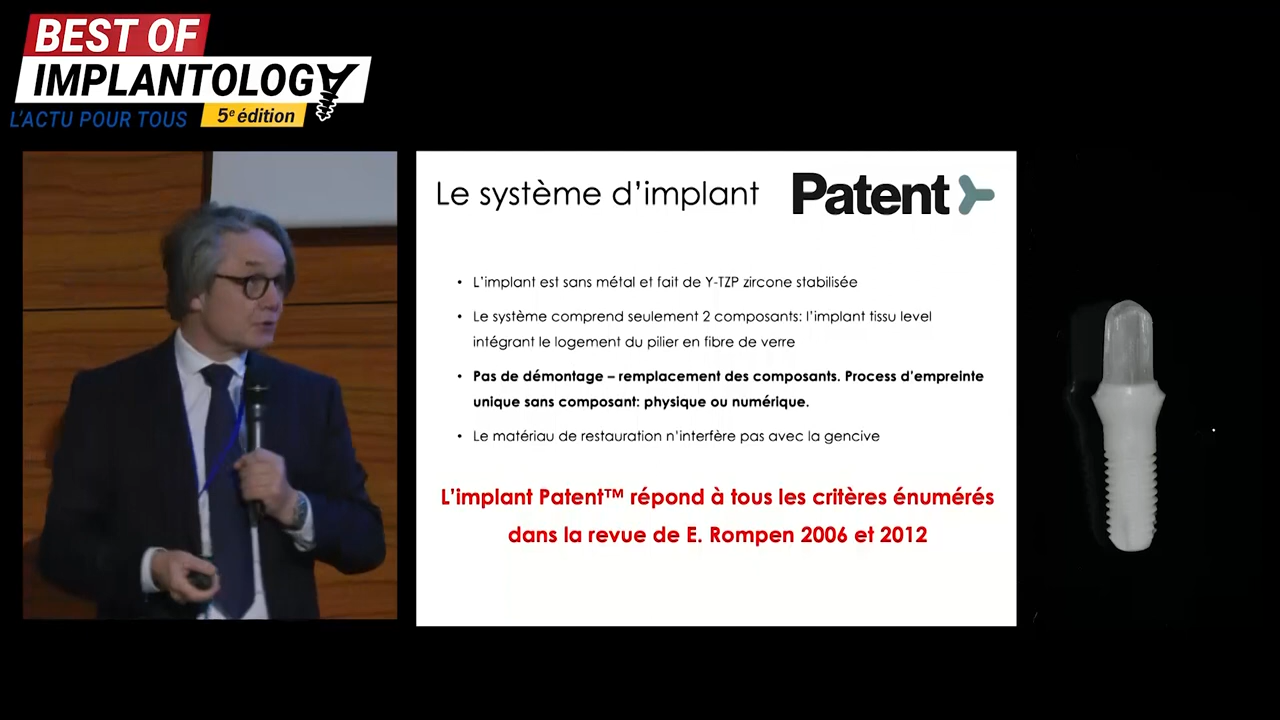 BEST OF
IMPLANTOLOGY
L'ACTU POUR TOUS
5e édition
Le système d'implant
Patent
• L'implant est sans métal et fait de Y-TZP zircone stabilisée
• Le système comprend seulement 2 composants: l'implant tissu level
intégrant le logement du pilier en fibre de verre
• Pas de démontage – remplacement des composants. Process d'empreinte
unique sans composant: physique ou numérique.
• Le matériau de restauration n'interfère pas avec la gencive
L'implant Patent™ répond à tous les critères énumérés
dans la revue de E. Rompen 2006 et 2012